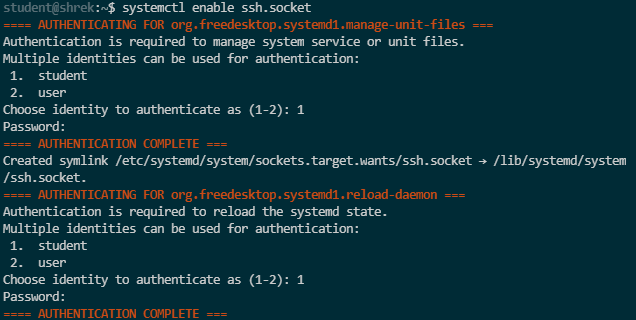 student@shrek:~$ systemctl enable ssh.socket
==== AUTHENTICATING FOR org.freedesktop.systemd1.manage-unit-files ===
Authentication is required to manage system service or unit files.
Multiple identities can be used for authentication:
 1.  student
 2.  user
Choose identity to authenticate as (1-2): 1
Password:
==== AUTHENTICATION COMPLETE ===
Created symlink /etc/systemd/system/sockets.target.wants/ssh.socket → /lib/systemd/system
/ssh.socket.
==== AUTHENTICATING FOR org.freedesktop.systemd1.reload-daemon ===
Authentication is required to reload the systemd state.
Multiple identities can be used for authentication:
 1.  student
 2.  user
Choose identity to authenticate as (1-2): 1
Password:
==== AUTHENTICATION COMPLETE ===